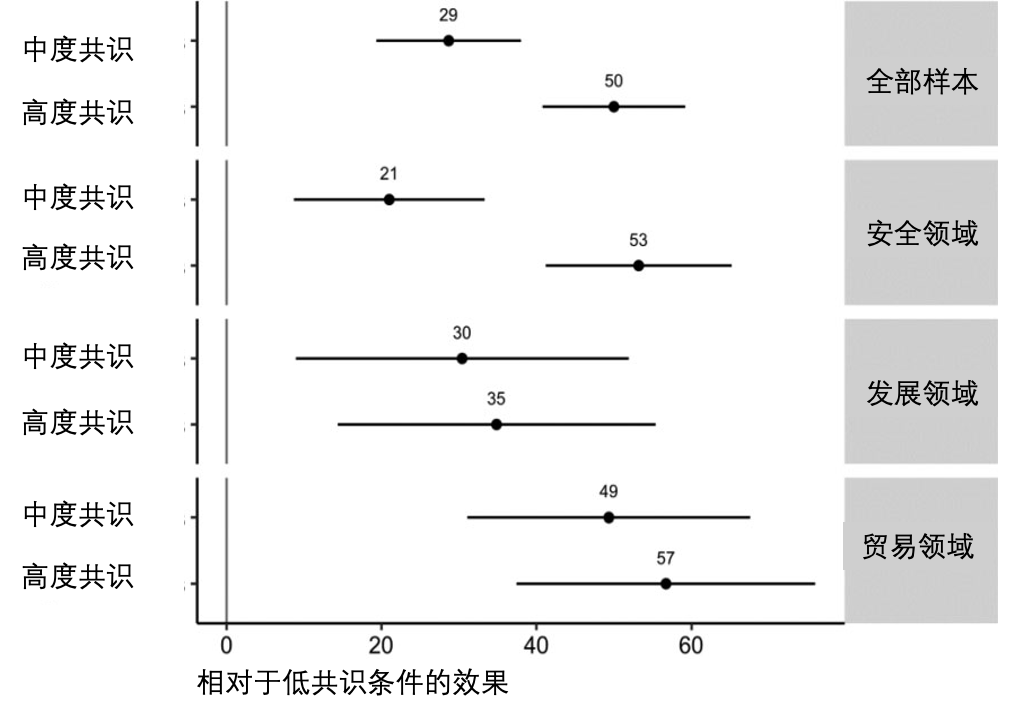 29
中度共识
50
高度共识
全部样本
21
中度共识
53
高度共识
安全领域
30
中度共识
35
高度共识
发展领域
49
中度共识
57
高度共识
贸易领域
0 20 40 60
相对于低共识条件的效果